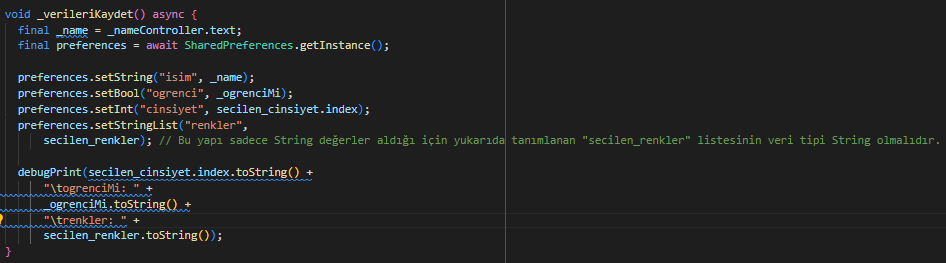 void _verileriKaydet() async {
final _name = _nameController.text;
final preferences = await SharedPreferences.getInstance();
preferences.setString("isim", _name);
preferences.setBool("ogrenci", _ogrenciMi);
preferences.setInt("cinsiyet", secilen_cinsiyet.index);
preferences.setStringList("renkler",
secilen_renkler); // Bu yapı sadece String değerler aldığı için yukarıda tanımlanan "secilen_renkler" listesinin veri tipi String olmalıdır.
debugPrint(secilen_cinsiyet.index.toString() +
"\togrenciMi: " +
_ogrenciMi.toString() +
"\trenkler: " +
secilen_renkler.toString());
}